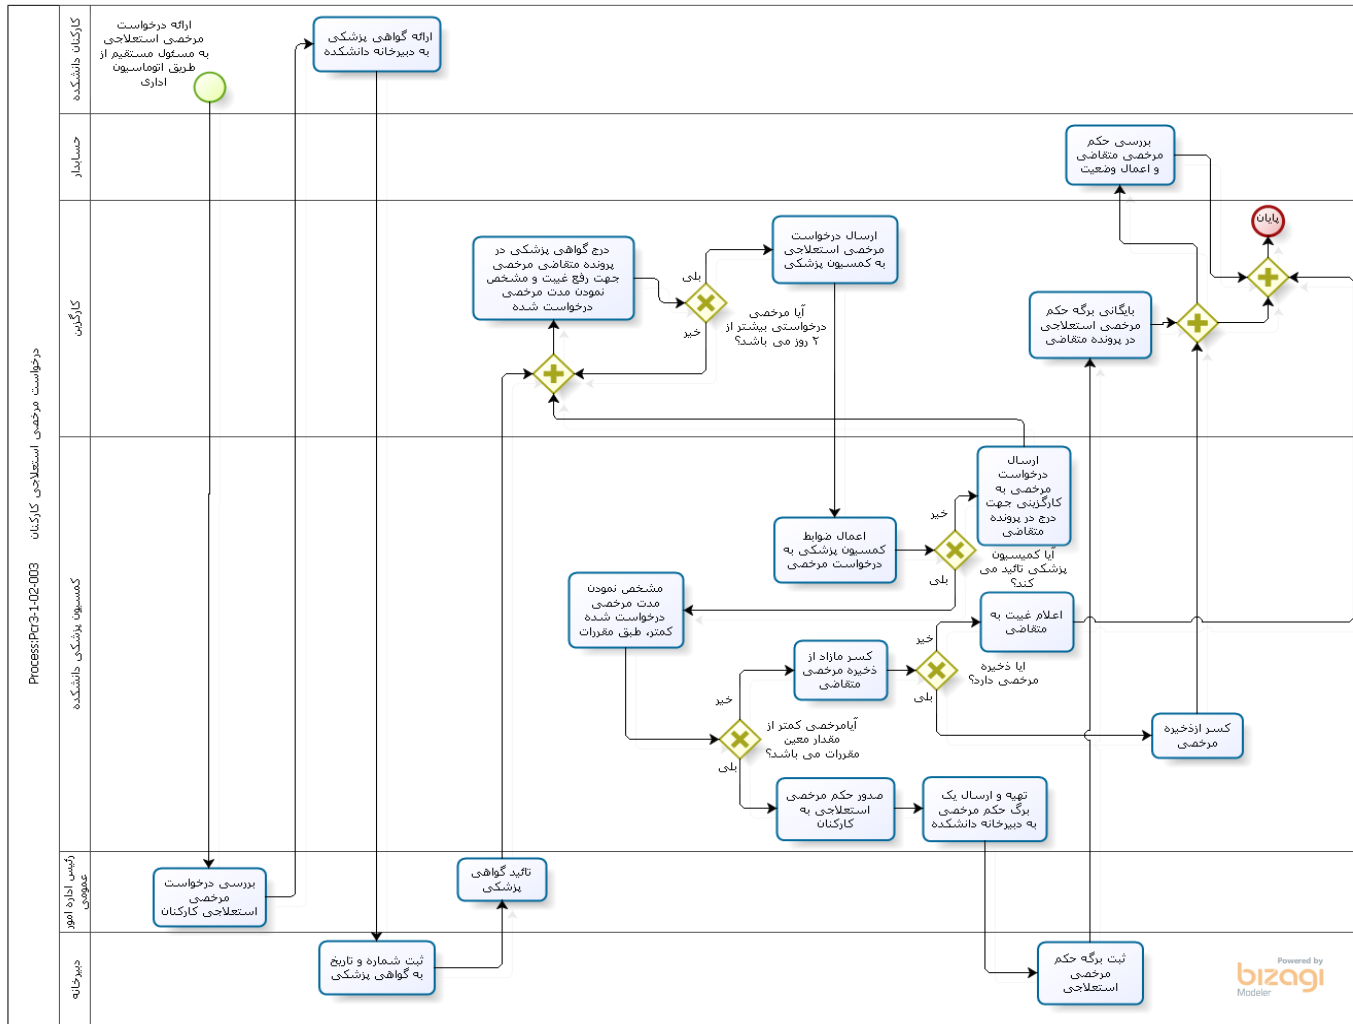 Process:Pcr3-1-02-003 درخواست مرخصی استعلاجی کارکنان
کارکنان دانشکده
ارائه درخواست
مرخصی استعلاجی
به مسئول مستقیم از
طریق اتوماسیون
اداری
ارائه گواهی پزشکی
به دبیرخانه دانشکده
حسابدار
بررسی حکم
مرخصی متقاضی
و اعمال وضعیت
کارگزین
درج گواهی پزشکی در
پرونده متقاضی مرخصی
جهت رفع غیبت و مشخص
نمودن مدت مرخصی
درخواست شده
بلی
خیر
آیا مرخصی
درخواستی بیشتر از
۲ روز می باشد؟
ارسال درخواست
مرخصی استعلاجی
به کمسیون پزشکی
بایگانی برگه حکم
مرخصی استعلاجی
در پرونده متقاضی
پایان
کمسیون پزشکی دانشکده
ارسال
درخواست
مرخصی به
کارگزینی جهت
درج در پرونده
متقاضی
اعمال ضوابط
کمسیون پزشکی به
درخواست مرخصی
خیر
بلی
آیا کمیسیون
پزشکی تائید می
کند؟
مشخص نمودن
مدت مرخصی
درخواست شده
کمتر، طبق مقررات
خیر
بلی
آیامرخصی کمتر از
مقدار معین
مقررات می باشد؟
کسر مازاد از
ذخیره مرخصی
متقاضی
خیر
بلی
ایا ذخیره
مرخصی دارد؟
اعلام غیبت به
متقاضی
کسر ازذخیره
مرخصی
صدور حکم مرخصی
استعلاجی به
کارکنان
تهیه و ارسال یک
برگ حکم مرخصی
به دبیرخانه دانشکده
رئیس اداره امور
عمومی
بررسی درخواست
مرخصی
استعلاجی کارکنان
تائید گواهی
پزشکی
دبیرخانه
ثبت شماره و تاریخ
به گواهی پزشکی
ثبت برگه حکم
مرخصی
استعلاجی
Powered by
bizagi
Modeler